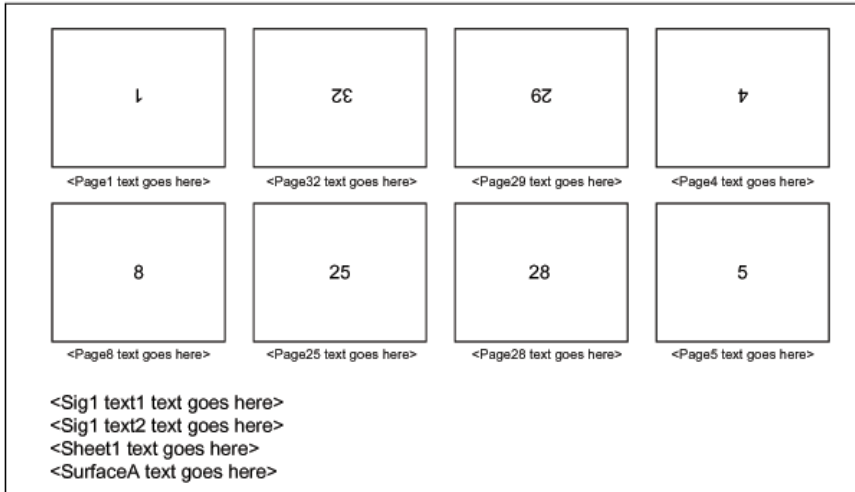 1 32 29 4
<Page1 text goes here> <Page32 text goes here> <Page29 text goes here> <Page4 text goes here>
8 25 28 5
<Page8 text goes here> <Page25 text goes here> <Page28 text goes here> <Page5 text goes here>
<Sig1 text1 text goes here>
<Sig1 text2 text goes here>
<Sheet1 text goes here>
<SurfaceA text goes here>